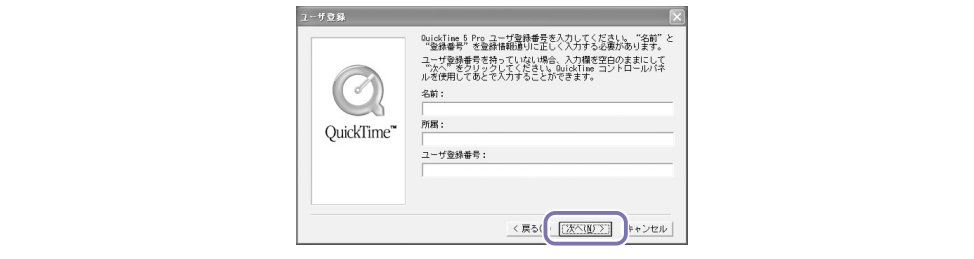 ユーザ登録
QuickTime 5 Pro ユーザ登録番号を入力してください。“名前”と
“登録番号”を登録情報通りに正しく入力する必要があります。
ユーザ登録番号を持っていない場合、入力欄を空白のままにして
“次へ”をクリックしてください。QuickTime コントロールパネ
ルを使用してあとで入力することができます。
名前：
QuickTime™
所属：
ユーザ登録番号：
< 戻る( 次へ(N) > キャンセル